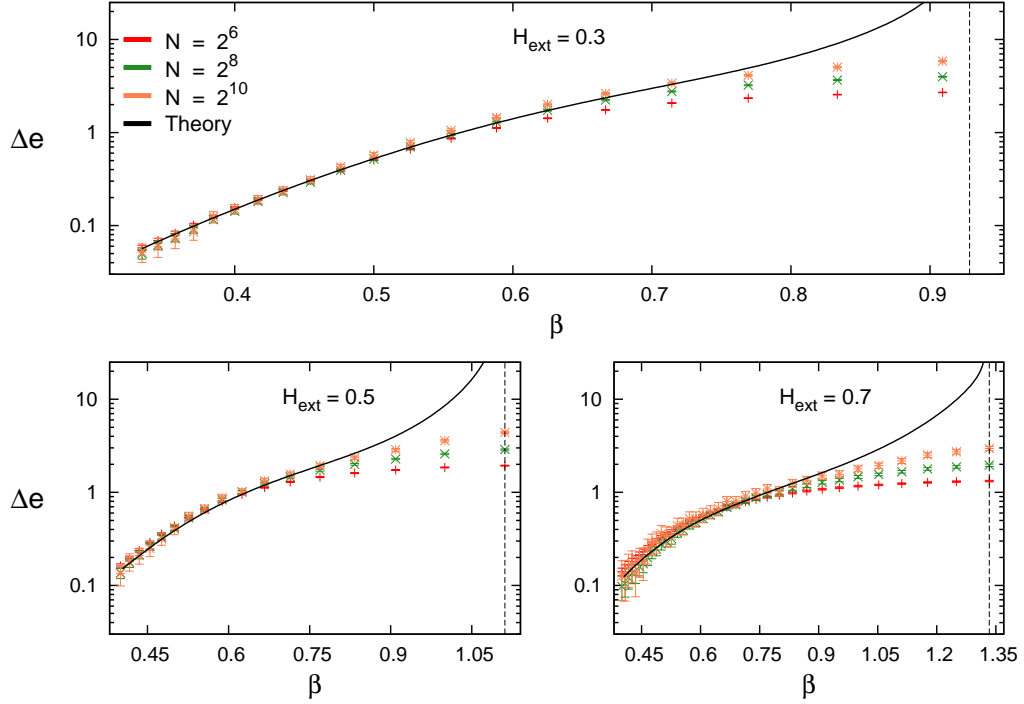 10
1
0.1
Δe
H_ext = 0.3
N = 2^6
N = 2^8
N = 2^10
Theory
0.4 0.5 0.6 0.7 0.8 0.9
β
10
1
0.1
Δe
H_ext = 0.5
0.45 0.6 0.75 0.9 1.05
β
10
1
0.1
H_ext = 0.7
0.45 0.6 0.75 0.9 1.05 1.2 1.35
β